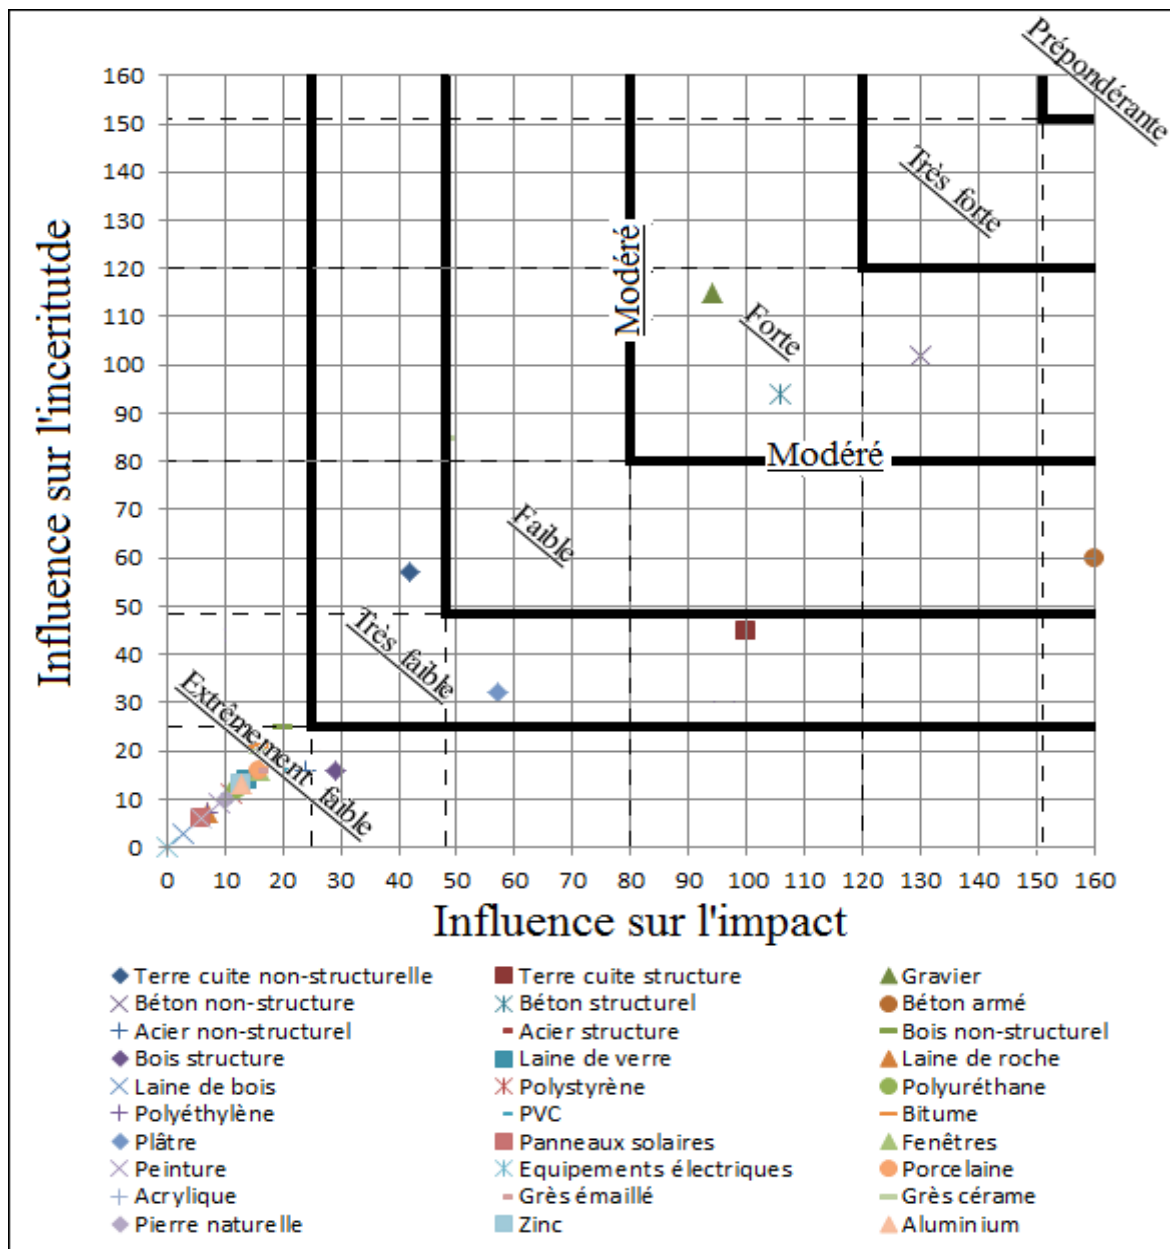 Prépondérante
160
150
140
130
120
110
100
90
80
70
60
50
40
30
20
10
0
Influence sur l'inceritutde
Très forte
Modéré
Forte
Modéré
Faible
Très faible
Extrêmement faible
0 10 20 30 40 50 60 70 80 90 100 110 120 130 140 150 160
Influence sur l'impact
Terre cuite non-structurelle Terre cuite structure Gravier
Béton non-structure Béton structurel Béton armé
Acier non-structurel Acier structure Bois non-structurel
Bois structure Laine de verre Laine de roche
Laine de bois Polystyrène Polyuréthane
Polyéthylène PVC Bitume
Plâtre Panneaux solaires Fenêtres
Peinture Equipements électriques Porcelaine
Acrylique Grès émaillé Grès cérame
Pierre naturelle Zinc Aluminium